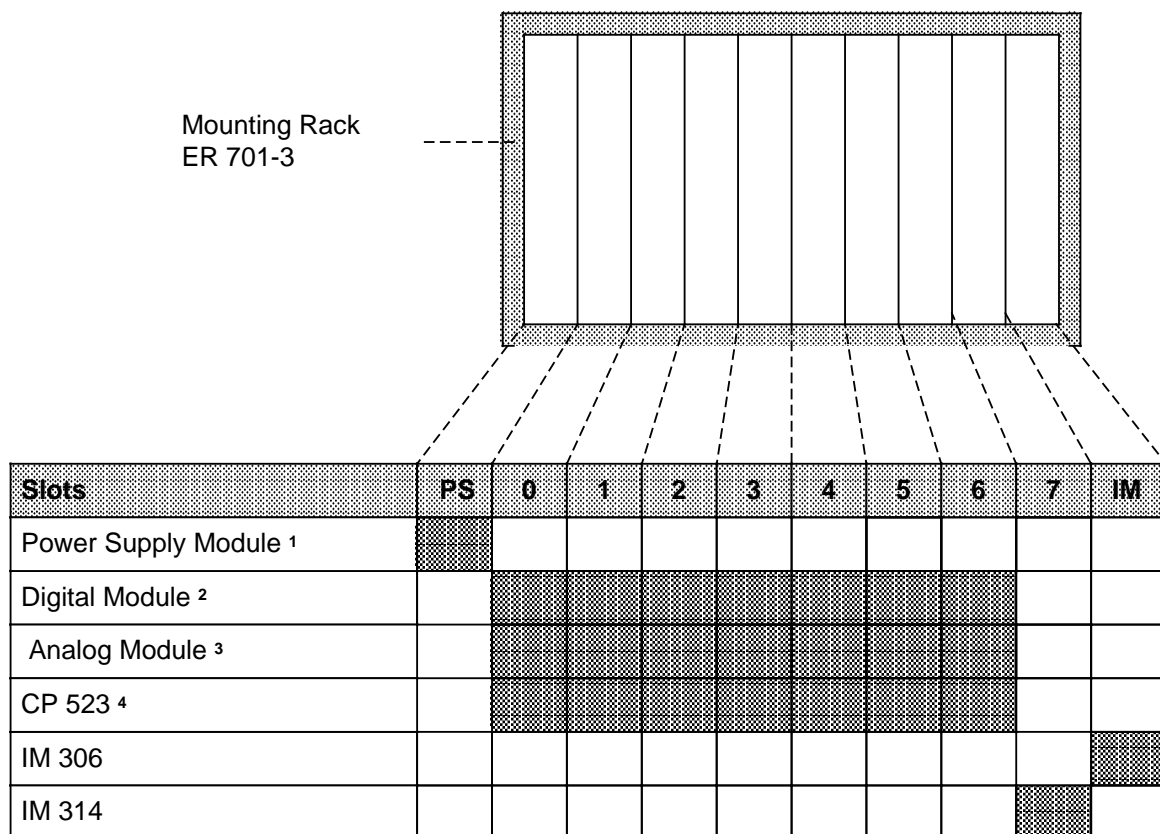 Mounting Rack
ER 701-3
Slots PS 0 1 2 3 4 5 6 7 IM
Power Supply Module 1
Digital Module 2
Analog Module 3
CP 523 4
IM 306
IM 314